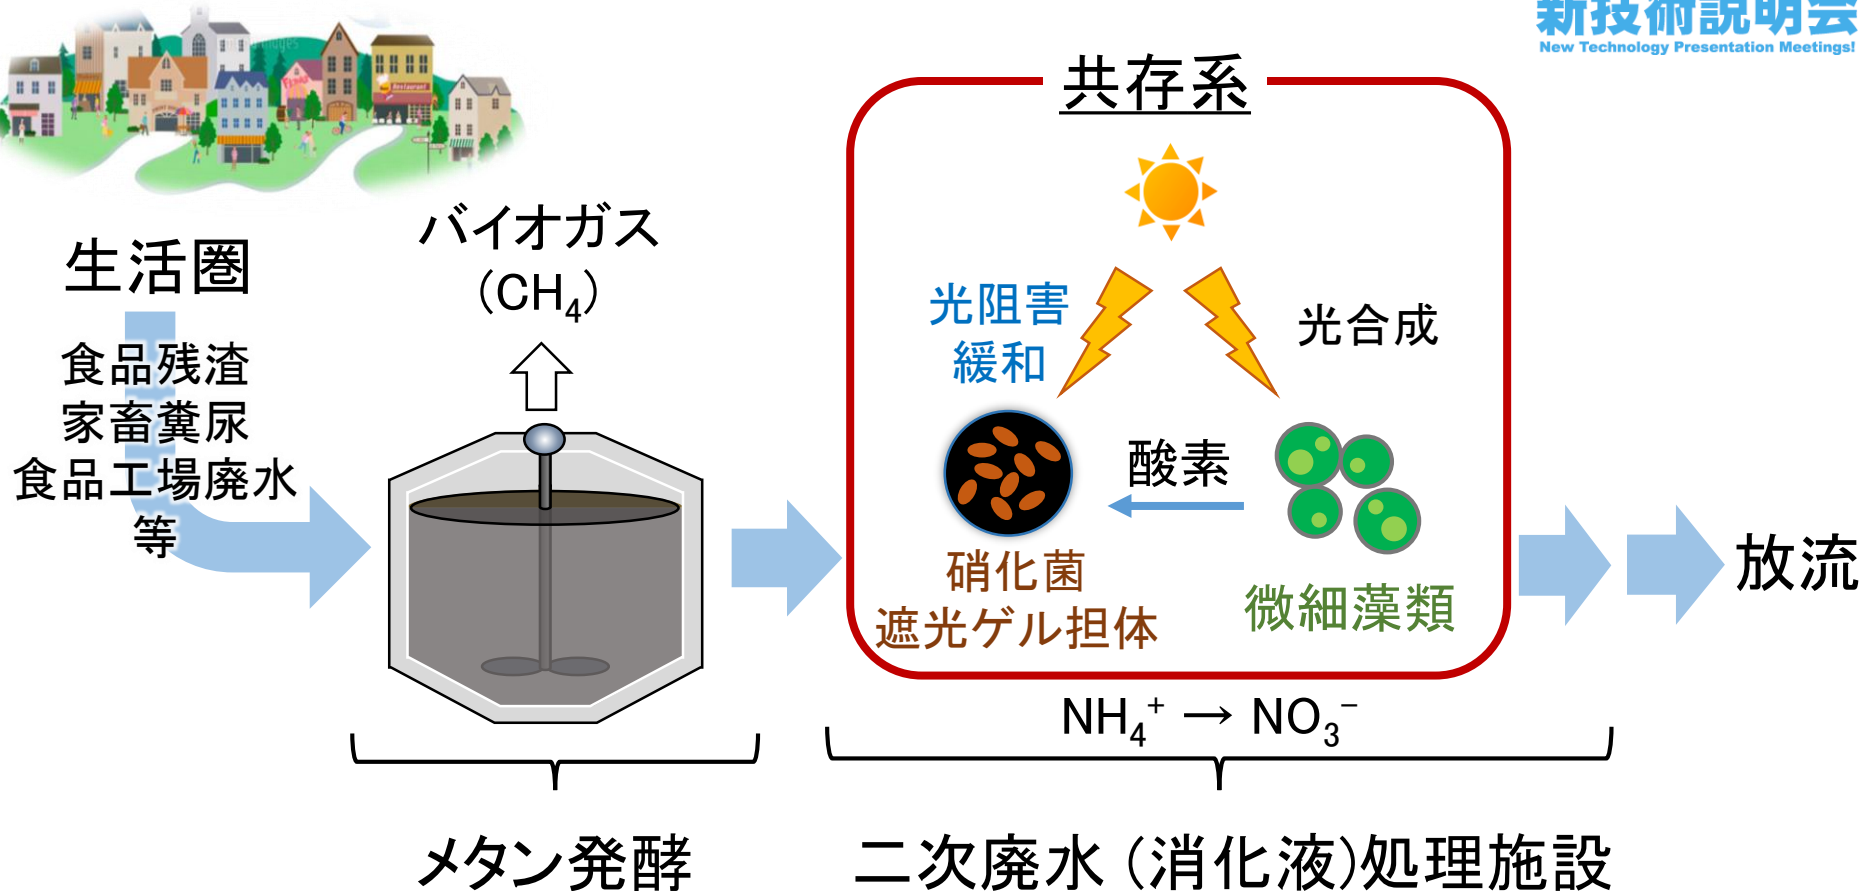 新技術説明会
New Technology Presentation Meetings!
共存系
生活圏
食品残渣
家畜糞尿
食品工場廃水
等
バイオガス
(CH₄)
光阻害
緩和
光合成
酸素
硝化菌
遮光ゲル担体
微細藻類
放流
NH₄⁺ → NO₃⁻
メタン発酵
二次廃水(消化液)処理施設
Restaurant